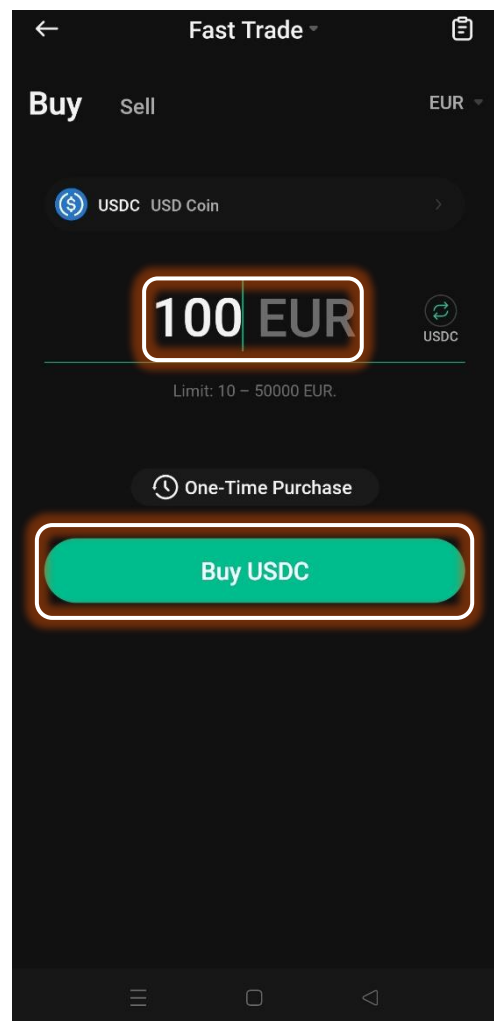 Fast Trade
Buy Sell EUR
USDC USD Coin
100 EUR
USDC
Limit: 10 – 50000 EUR.
One-Time Purchase
Buy USDC